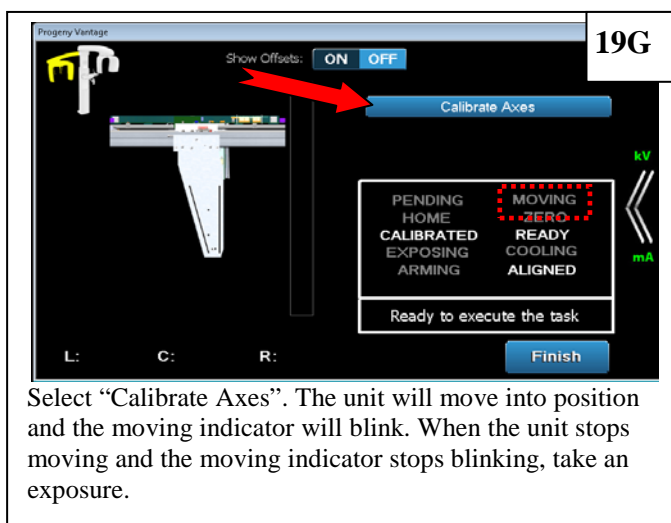 Progeny Vantage
19G
Show Offsets: ON OFF
Calibrate Axes
kV
PENDING MOVING
HOME ZERO
CALIBRATED READY
EXPOSING COOLING
ARMING ALIGNED
mA
Ready to execute the task
L: C: R:
Finish
Select “Calibrate Axes”. The unit will move into position
and the moving indicator will blink. When the unit stops
moving and the moving indicator stops blinking, take an
exposure.